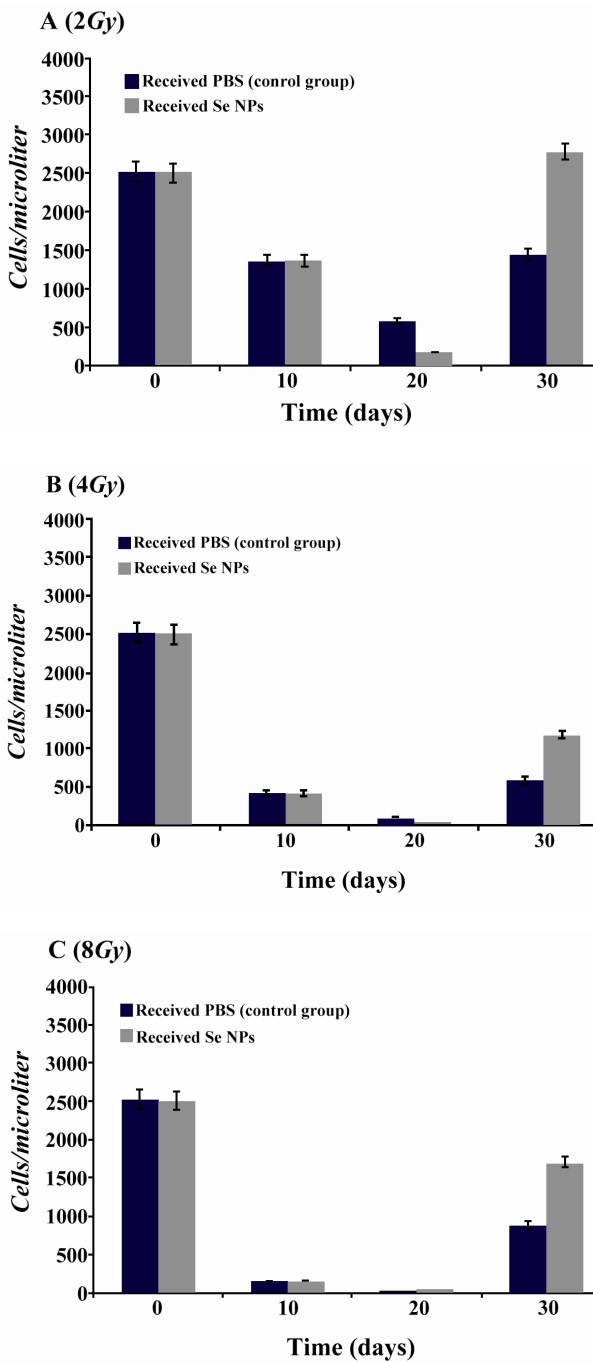 A (2Gy)
4000
3500
3000
2500
2000
1500
1000
500
0
Cells/microliter
Received PBS (conrol group)
Received Se NPs
0 10 20 30
Time (days)
B (4Gy)
4000
3500
3000
2500
2000
1500
1000
500
0
Cells/microliter
Received PBS (control group)
Received Se NPs
0 10 20 30
Time (days)
C (8Gy)
4000
3500
3000
2500
2000
1500
1000
500
0
Cells/microliter
Received PBS (control group)
Received Se NPs
0 10 20 30
Time (days)